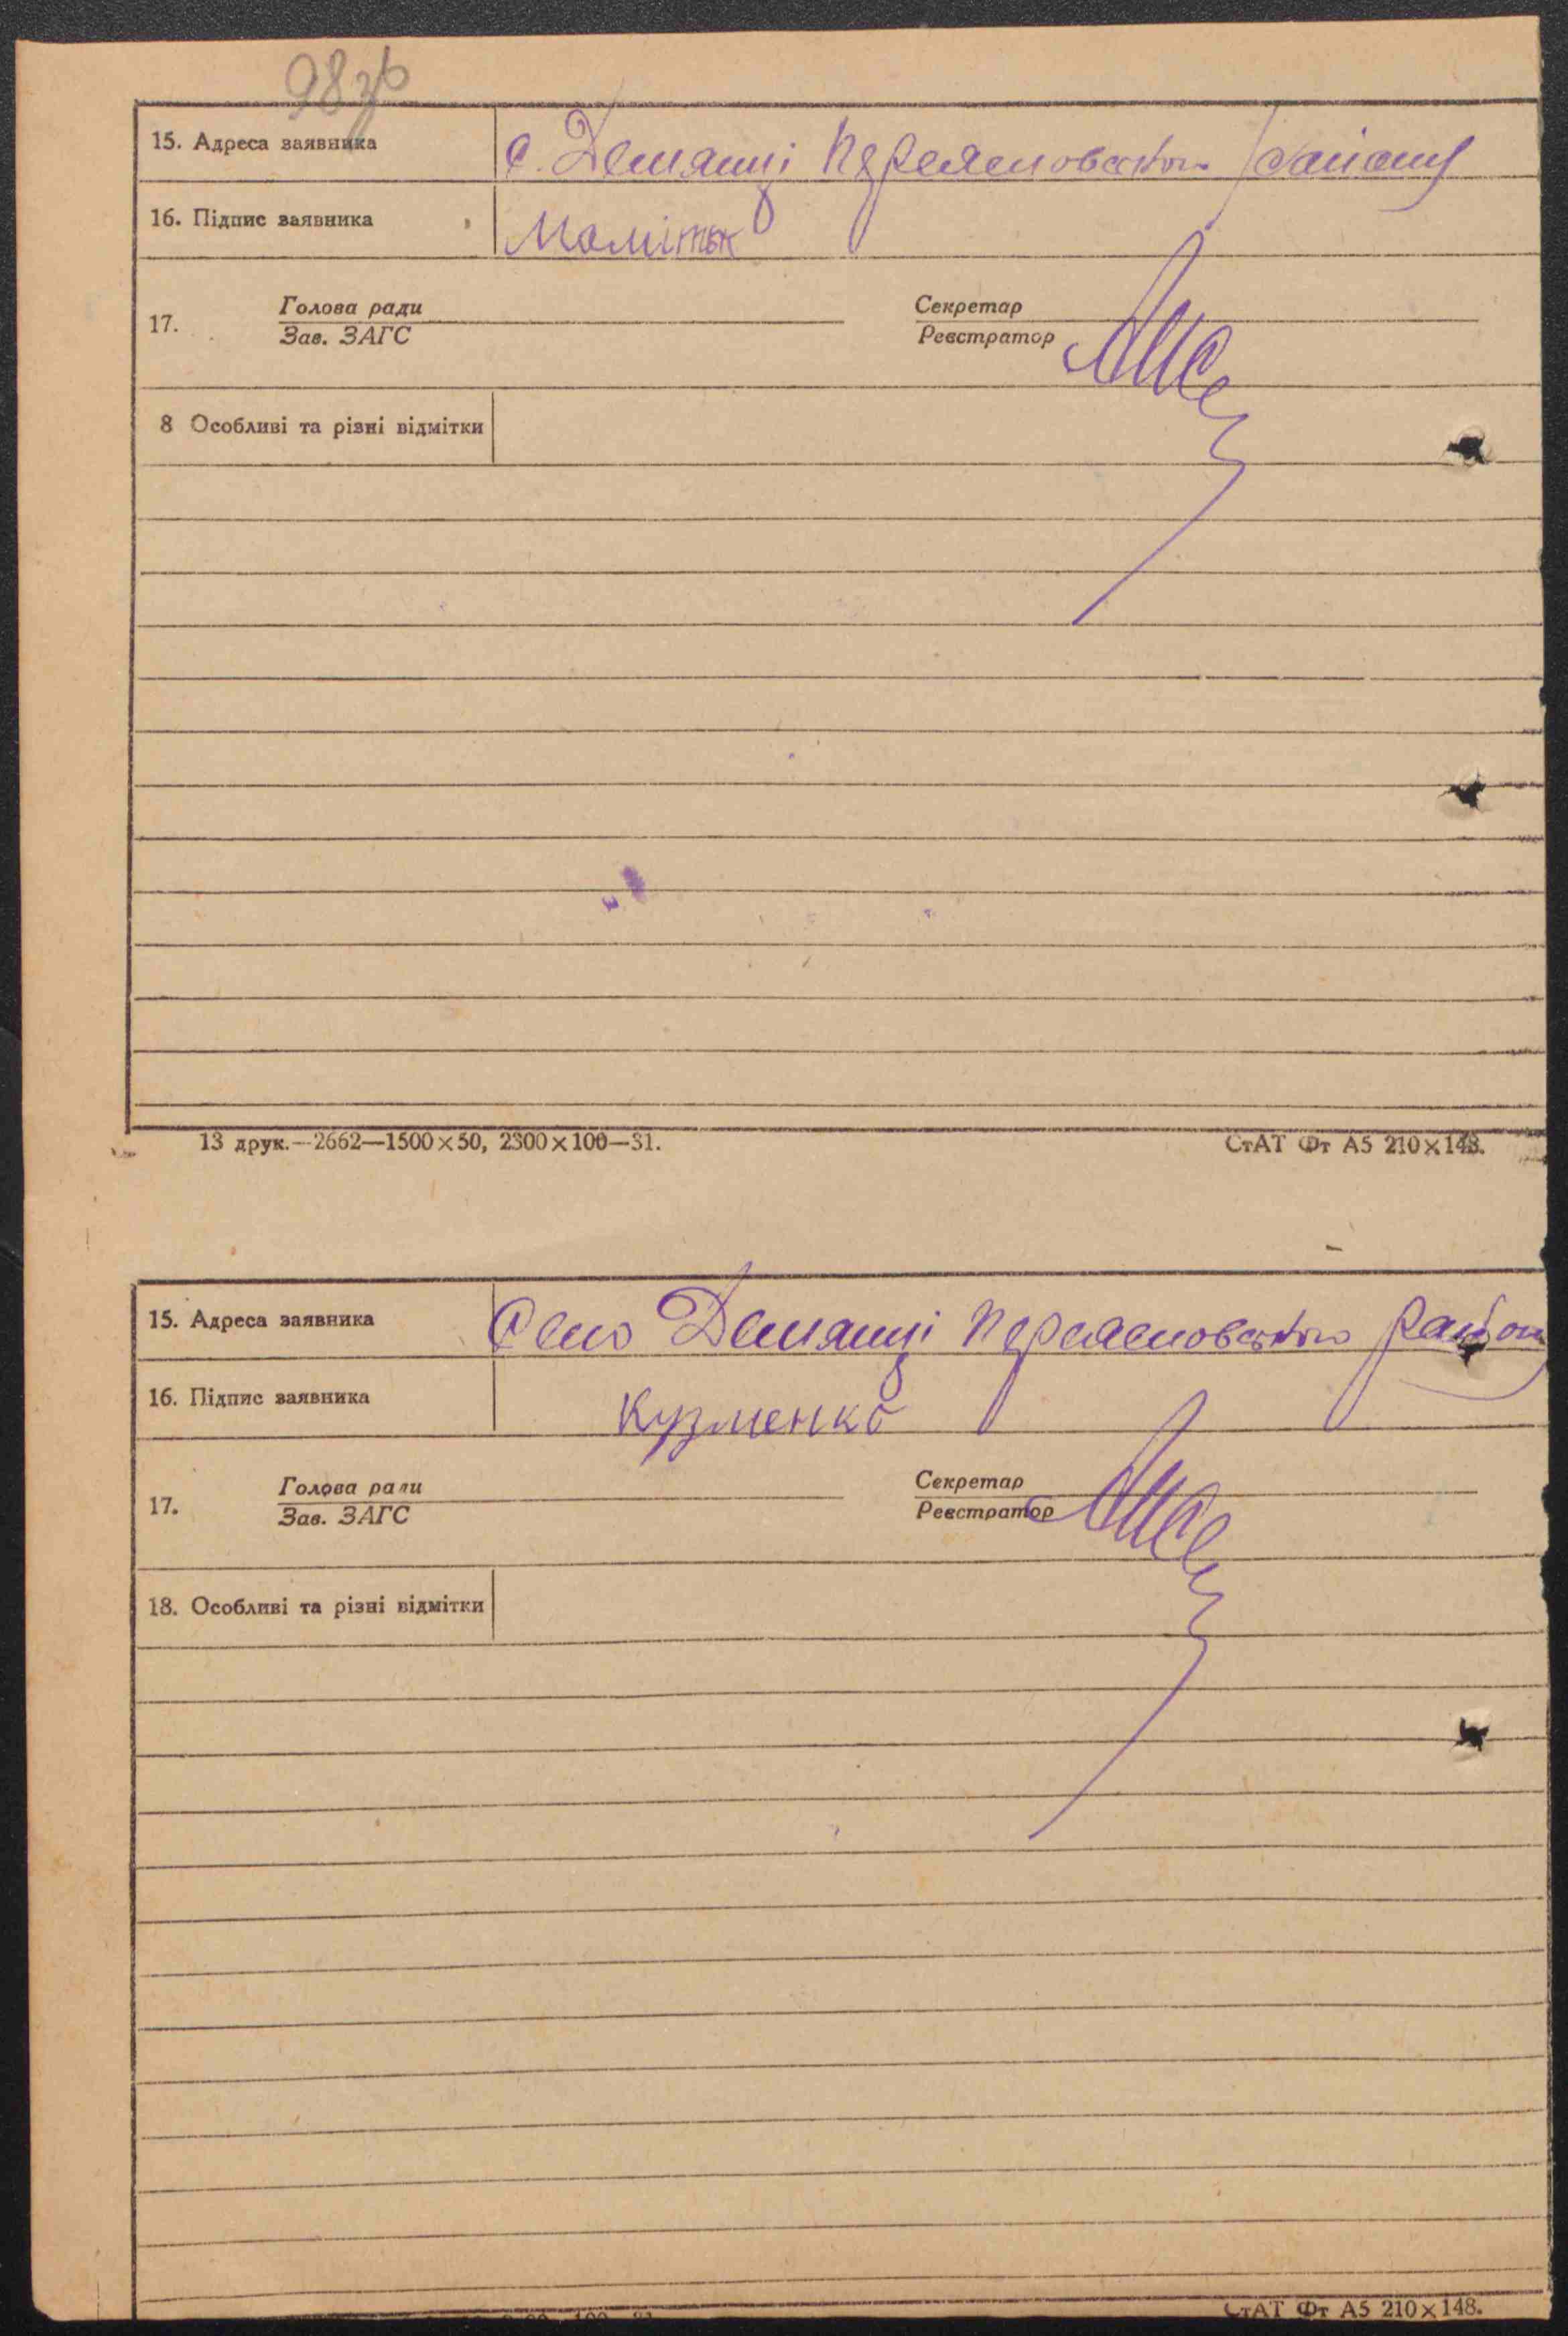 98зв
15. Адреса заявника с. Демянці Переяславського району
16. Підпис заявника
17. Голова ради Секретар
Зав. ЗАГС Реєстратор
8 Особливі та різні відмітки
13 друк.—2662—1500×50, 2300×100—31. СтАТ Фт А5 210×148.
15. Адреса заявника Село Демянці Переяславського район
16. Підпис заявника Кузменко
17. Голова ради Секретар
Зав. ЗАГС Реєстратор
18. Особливі та різні відмітки
СтАТ Фт А5 210×148.